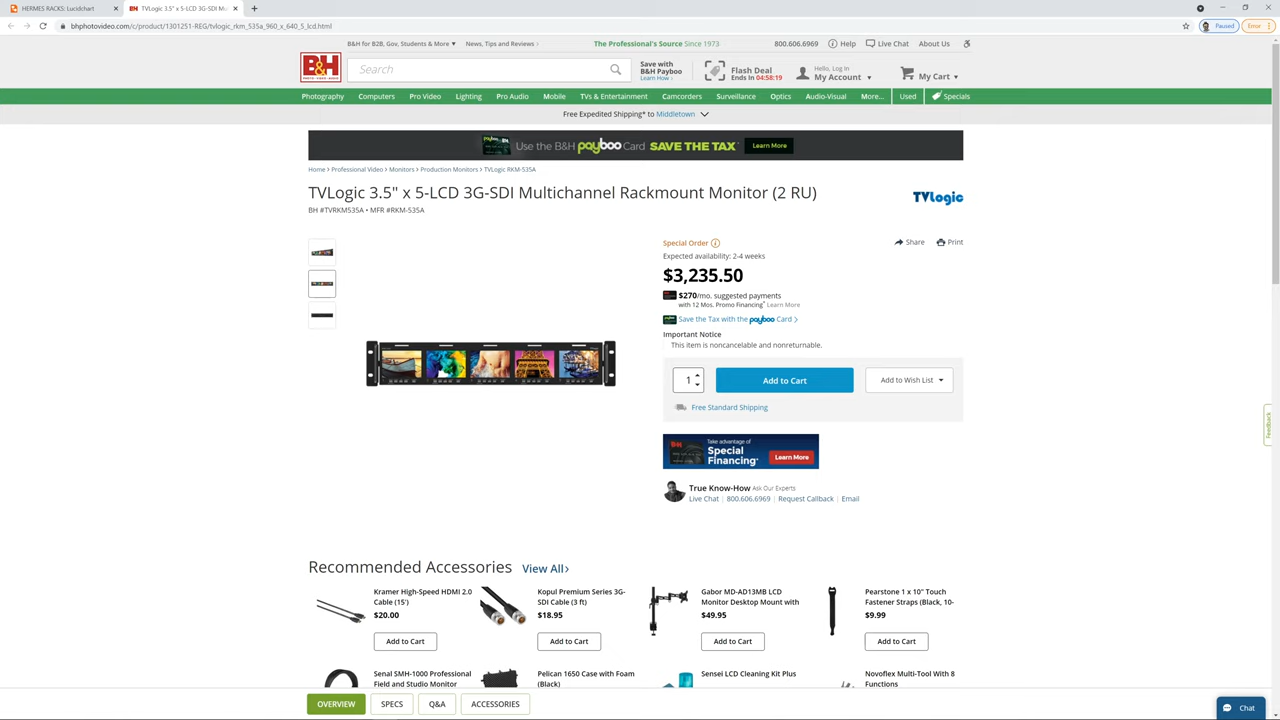 HERMES RACKS: Lucidchart
TVLogic 3.5" x 5-LCD 3G-SDI Mu
bhphotovideo.com/c/product/1301251-REG/tvlogic_rkm_535a_960_x_640_5_lcd.html
Paused
Error
B&H for B2B, Gov, Students & More
News, Tips and Reviews ›
The Professional's Source Since 1973
800.606.6969
Help
Live Chat
About Us
B&H
PHOTO · VIDEO · AUDIO
Search
Save with
B&H Payboo
Learn How ›
Flash Deal
Ends In 04:58:19
Hello, Log In
My Account
My Cart
Photography
Computers
Pro Video
Lighting
Pro Audio
Mobile
TVs & Entertainment
Camcorders
Surveillance
Optics
Audio-Visual
More...
Used
Specials
Free Expedited Shipping* to Middletown
Use the B&H payboo Card SAVE THE TAX
Learn More
Home › Professional Video › Monitors › Production Monitors › TVLogic RKM-535A
TVLogic 3.5" x 5-LCD 3G-SDI Multichannel Rackmount Monitor (2 RU)
TVLogic
BH #TVRKM535A • MFR #RKM-535A
Special Order
Share
Print
Expected availability: 2-4 weeks
$3,235.50
$270/mo. suggested payments
with 12 Mos. Promo Financing* Learn More
Save the Tax with the payboo Card >
Important Notice
This item is noncancelable and nonreturnable.
1
Add to Cart
Add to Wish List
Free Standard Shipping
B&H
Take advantage of
Special
Financing*
Learn More
True Know-How Ask Our Experts
Live Chat | 800.606.6969 | Request Callback | Email
Feedback
Recommended Accessories
View All›
Kramer High-Speed HDMI 2.0
Cable (15')
$20.00
Add to Cart
Kopul Premium Series 3G-
SDI Cable (3 ft)
$18.95
Add to Cart
Gabor MD-AD13MB LCD
Monitor Desktop Mount with
$49.95
Add to Cart
Pearstone 1 x 10" Touch
Fastener Straps (Black, 10-
$9.99
Add to Cart
Senal SMH-1000 Professional
Field and Studio Monitor
Pelican 1650 Case with Foam
(Black)
Sensei LCD Cleaning Kit Plus
Novoflex Multi-Tool With 8
Functions
OVERVIEW
SPECS
Q&A
ACCESSORIES
Chat